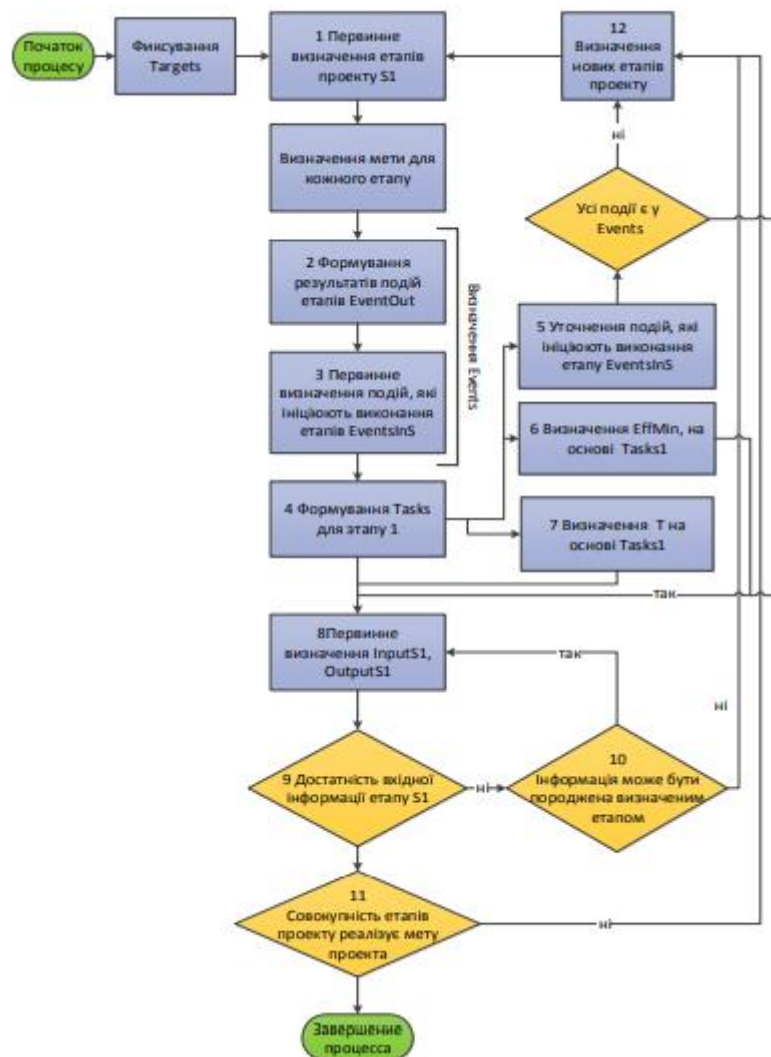 Початок
процесу
Фиксування
Targets
1 Первинне
визначення етапів
проекту S1
12
Визначення
нових етапів
проекту
ні
Визначення мети для
кожного етапу
Усі події є у
Events
2 Формування
результатів подій
етапів EventOut
Визначення Events
5 Уточнення подій, які
ініціюють виконання
етапу EventsInS
3 Первинне
визначення подій, які
ініціюють виконання
етапів EventsInS
6 Визначення EffMin, на
основі Tasks1
4 Формування Tasks
для этапу 1
7 Визначення Т на
основі Tasks1
так
8Первинне
визначення InputS1,
OutputS1
так
ні
9 Достатність вхідної
інформації етапу S1
ні
10
Інформація може бути
породжена визначеним
етапом
11
Совокупність етапів
проекту реалізує мету
проекта
ні
Завершение
процесса